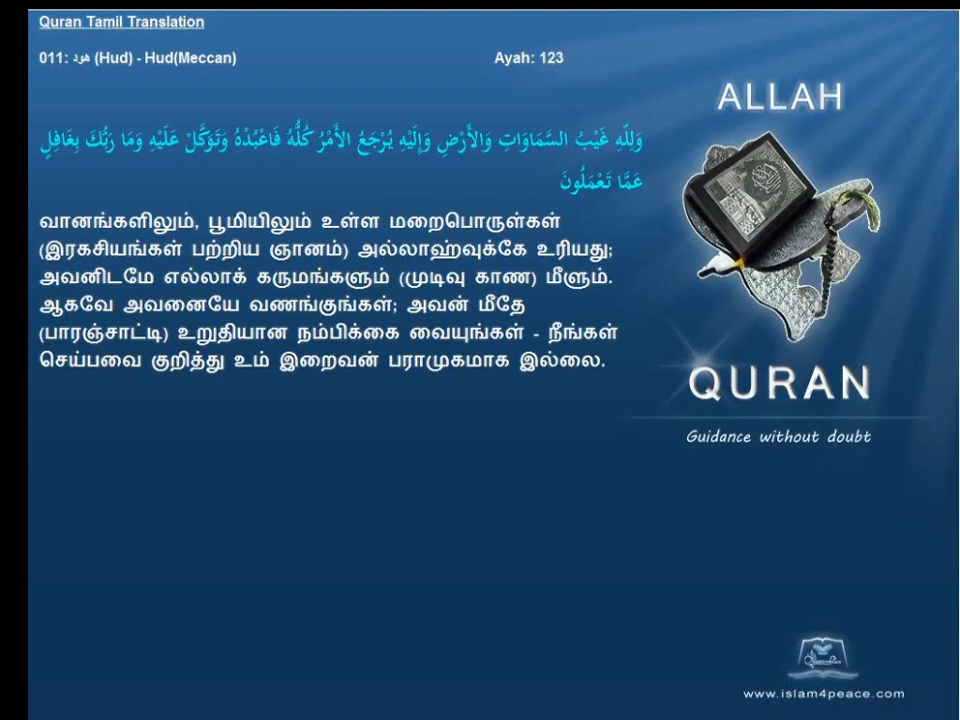 Quran Tamil Translation
011: هود (Hud) - Hud(Meccan) Ayah: 123
وَلِلّهِ غَيْبُ السَّمَاوَاتِ وَالأَرْضِ وَإِلَيْهِ يُرْجَعُ الأَمْرُ كُلُّهُ فَاعْبُدْهُ وَتَوَكَّلْ عَلَيْهِ وَمَا رَبُّكَ بِغَافِلٍ
عَمَّا تَعْمَلُونَ
வானங்களிலும், பூமியிலும் உள்ள மறைபொருள்கள்
(இரகசியங்கள் பற்றிய ஞானம்) அல்லாஹ்வுக்கே உரியது;
அவனிடமே எல்லாக் கருமங்களும் (முடிவு காண) மீளும்.
ஆகவே அவனையே வணங்குங்கள்; அவன் மீதே
(பாரஞ்சாட்டி) உறுதியான நம்பிக்கை வையுங்கள் - நீங்கள்
செய்பவை குறித்து உம் இறைவன் பராமுகமாக இல்லை.
ALLAH
QURAN
Guidance without doubt
www.islam4peace.com